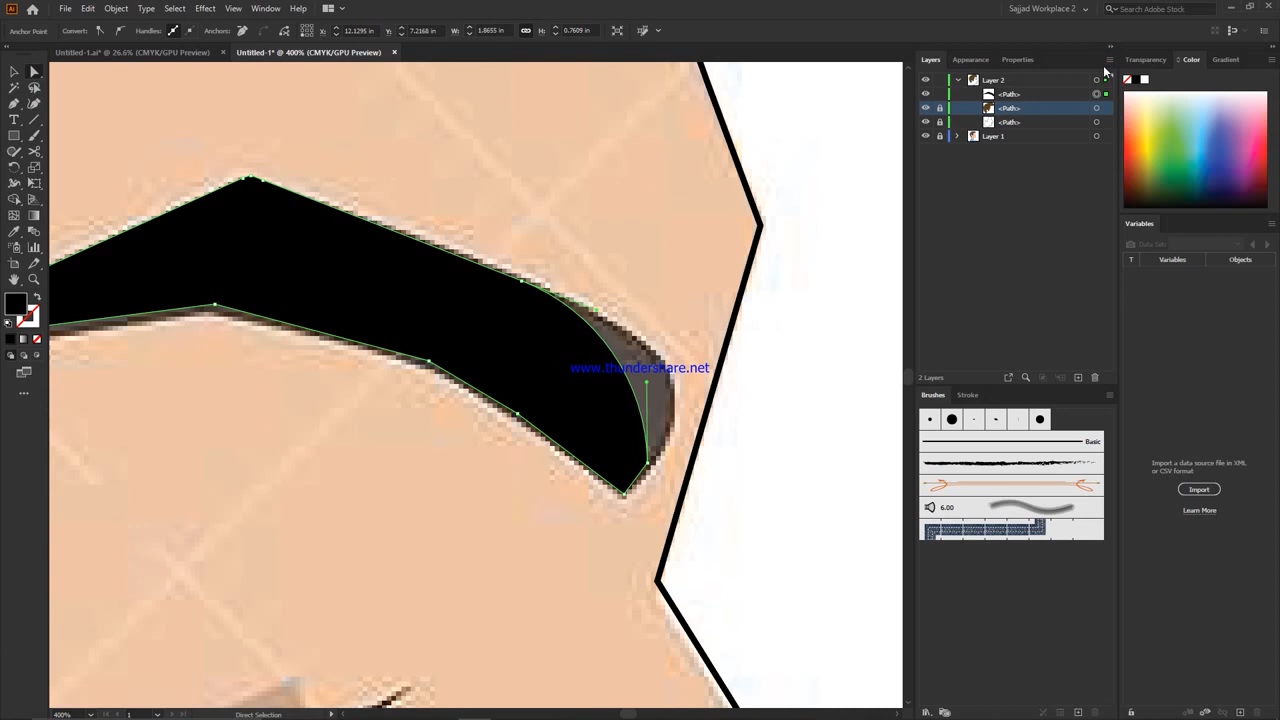 File Edit Object Type Select Effect View Window Help
Sajjad Workplace 2
Search Adobe Stock
Anchor Point Convert: Handles: Anchors: X: 12.1295 in Y: 7.2168 in W: 1.8655 in H: 0.7609 in
Untitled-1.ai* @ 26.6% (CMYK/GPU Preview) × Untitled-1* @ 400% (CMYK/GPU Preview) ×
Layers Appearance Properties
Transparency Color Gradient
Layer 2
<Path>
<Path>
<Path>
Layer 1
Variables
Data Set:
T Variables Objects
www.thundershare.net
2 Layers
Brushes Stroke
Basic
6.00
Import a data source file in XML
or CSV format
Import
Learn More
400% 1 Direct Selection